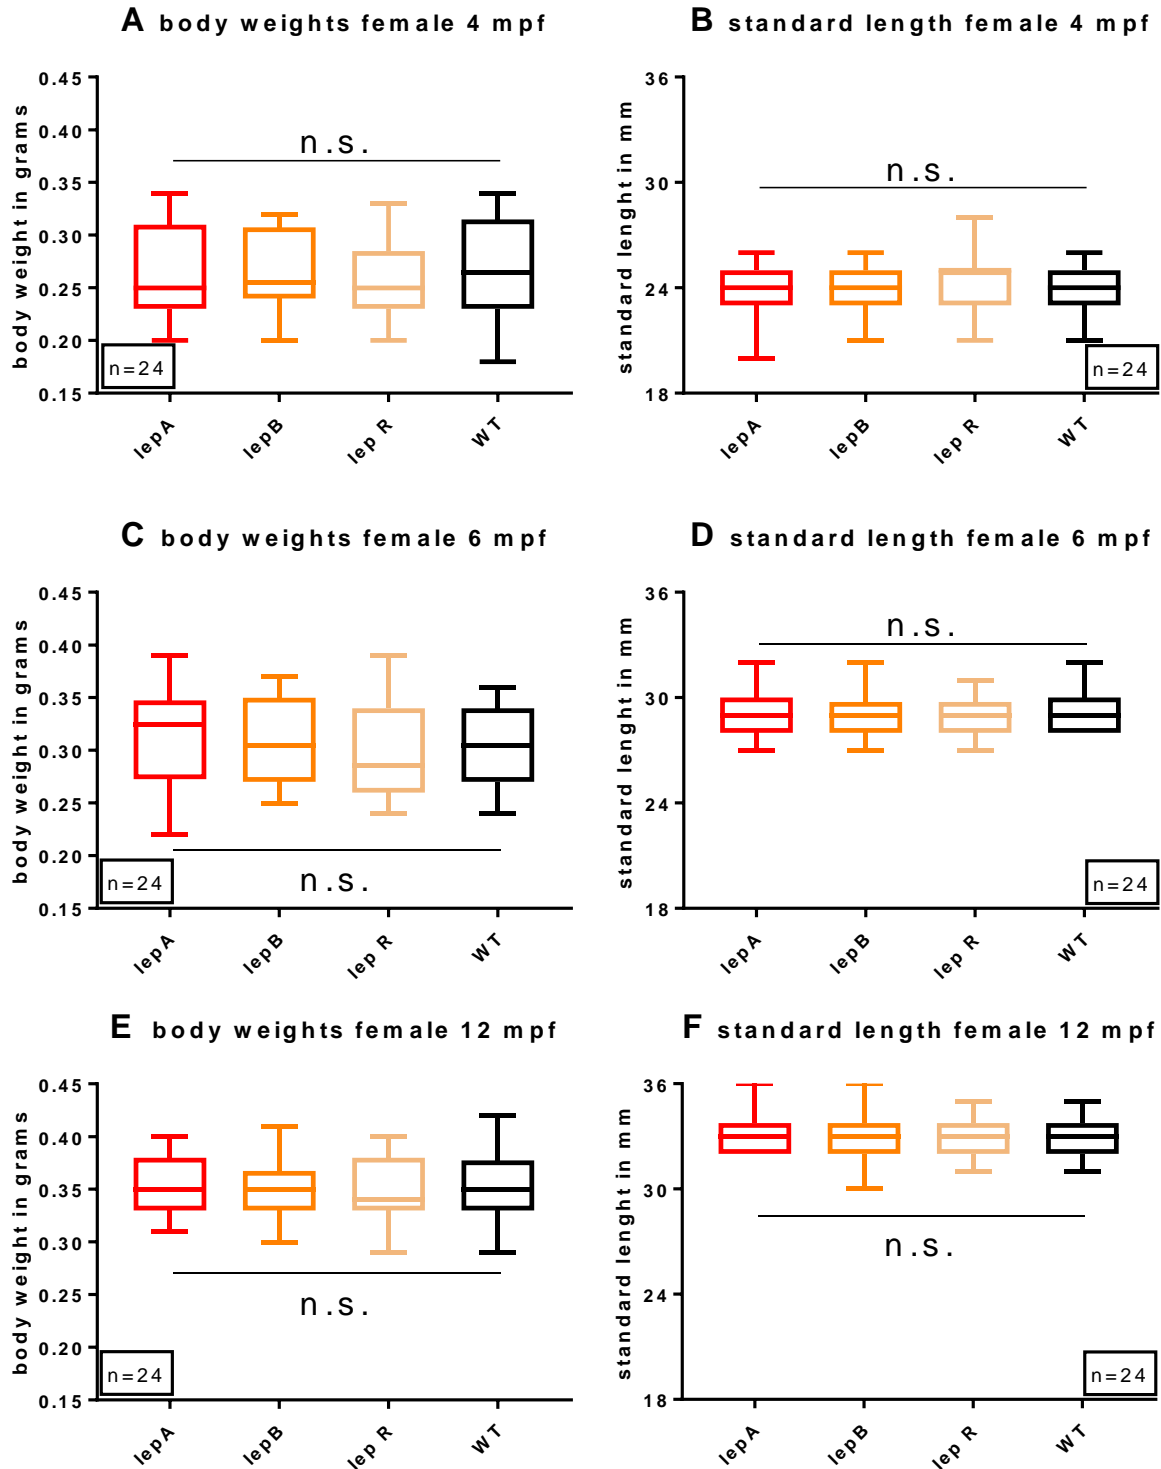 A body weights female 4 mpf
body weight in grams
0.45
0.40
0.35
0.30
0.25
0.20
0.15
n.s.
n=24
lepA
lepB
lep R
WT
B standard length female 4 mpf
standard lenght in mm
36
30
24
18
n.s.
n=24
lepA
lepB
lep R
WT
C body weights female 6 mpf
body weight in grams
0.45
0.40
0.35
0.30
0.25
0.20
0.15
n.s.
n=24
lepA
lepB
lep R
WT
D standard length female 6 mpf
standard lenght in mm
36
30
24
18
n.s.
n=24
lepA
lepB
lep R
WT
E body weights female 12 mpf
body weight in grams
0.45
0.40
0.35
0.30
0.25
0.20
0.15
n.s.
n=24
lepA
lepB
lep R
WT
F standard length female 12 mpf
standard lenght in mm
36
30
24
18
n.s.
n=24
lepA
lepB
lep R
WT